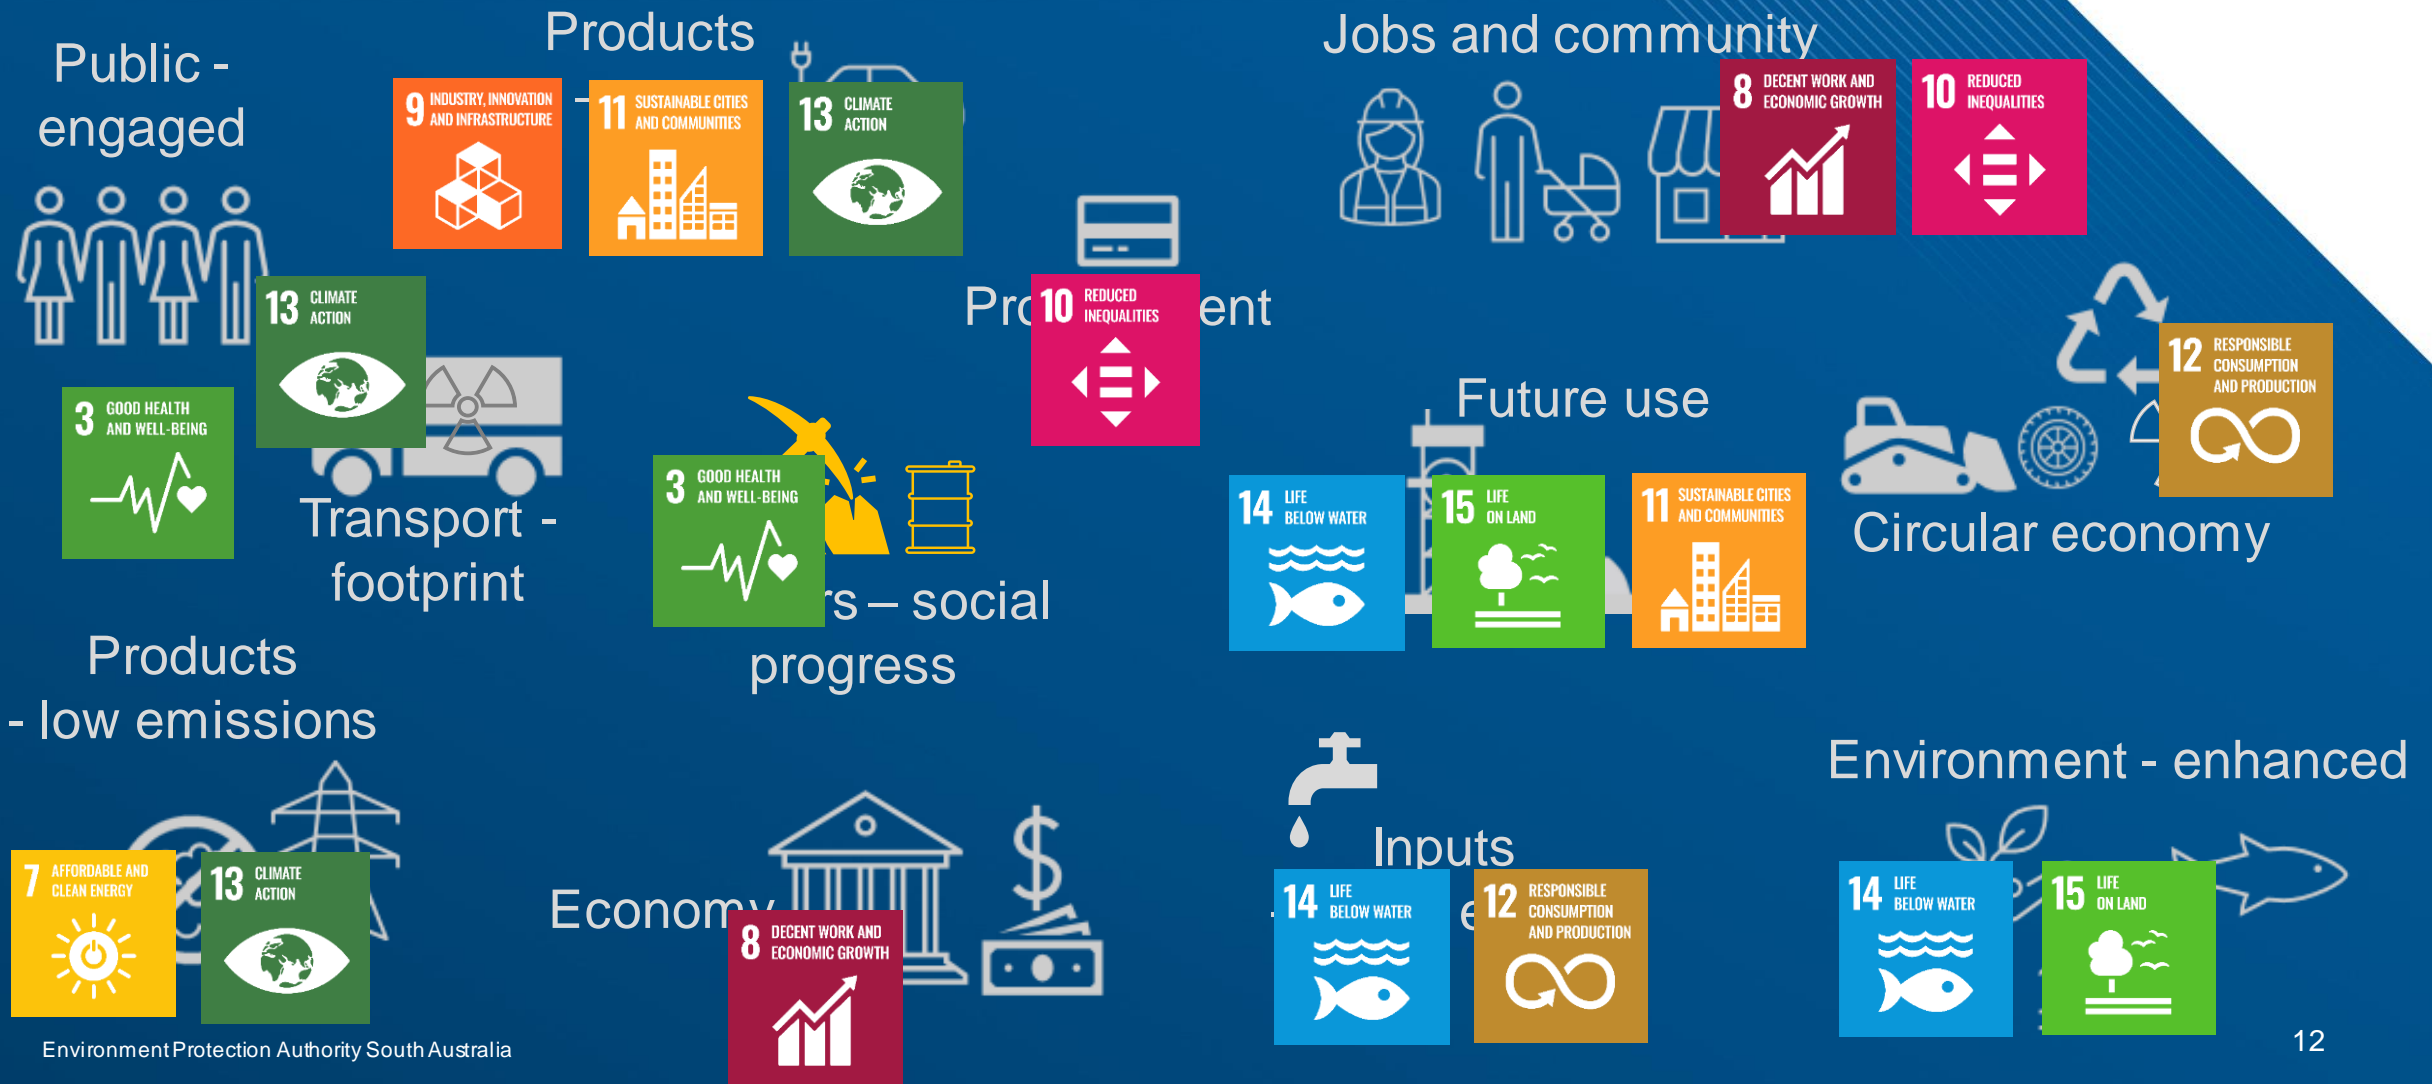 Public -
engaged
3 GOOD HEALTH
AND WELL-BEING
Products
-
9 INDUSTRY, INNOVATION
AND INFRASTRUCTURE
11 SUSTAINABLE CITIES
AND COMMUNITIES
13 CLIMATE
ACTION
Jobs and community
8 DECENT WORK AND
ECONOMIC GROWTH
10 REDUCED
INEQUALITIES
13 CLIMATE
ACTION
Transport -
footprint
10 REDUCED
INEQUALITIES
3 GOOD HEALTH
AND WELL-BEING
– social
progress
Future use
14 LIFE
BELOW WATER
15 LIFE
ON LAND
11 SUSTAINABLE CITIES
AND COMMUNITIES
12 RESPONSIBLE
CONSUMPTION
AND PRODUCTION
Circular economy
Products
- low emissions
7 AFFORDABLE AND
CLEAN ENERGY
13 CLIMATE
ACTION
Economy
8 DECENT WORK AND
ECONOMIC GROWTH
Inputs
14 LIFE
BELOW WATER
12 RESPONSIBLE
CONSUMPTION
AND PRODUCTION
Environment - enhanced
14 LIFE
BELOW WATER
15 LIFE
ON LAND
Environment Protection Authority South Australia
12